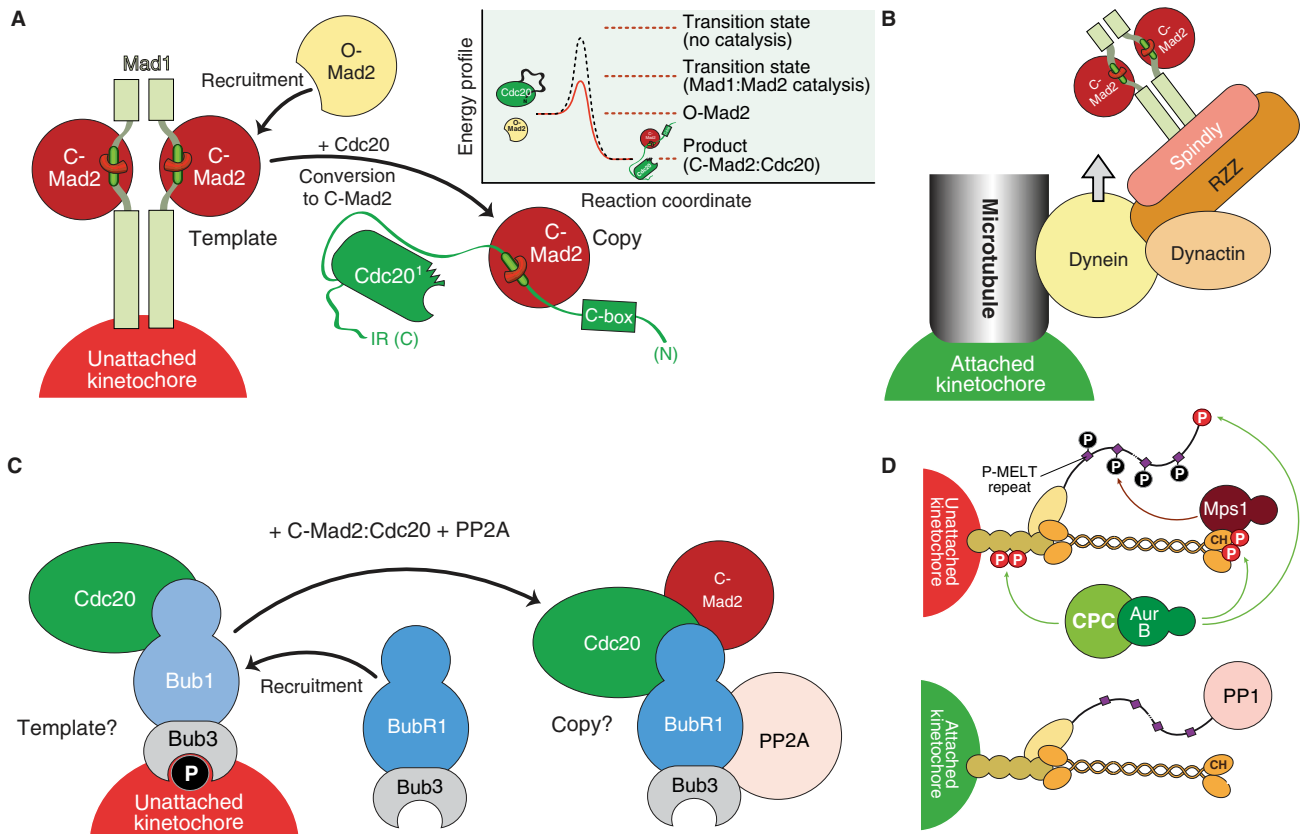 A
Mad1
O-
Mad2
Recruitment
C-
Mad2
C-
Mad2
+ Cdc20
Conversion
to C-Mad2
Template
Unattached
kinetochore
Cdc20¹
IR (C)
C-
Mad2
Copy
C-box
(N)
Energy profile
Cdc20
N
O-
Mad2
C-
Mad2
Cdc20
Transition state
(no catalysis)
Transition state
(Mad1:Mad2 catalysis)
O-Mad2
Product
(C-Mad2:Cdc20)
Reaction coordinate
B
C-
Mad2
C-
Mad2
Spindly
RZZ
Microtubule
Dynein
Dynactin
Attached
kinetochore
C
Cdc20
Bub1
Template?
Bub3
P
Unattached
kinetochore
+ C-Mad2:Cdc20 + PP2A
Recruitment
BubR1
Bub3
C-
Mad2
Cdc20
BubR1
Copy?
PP2A
Bub3
D
P
P
P
P
P
P-MELT
repeat
Mps1
Unattached
kinetochore
CH
P
P
P
P
CPC
Aur
B
PP1
Attached
kinetochore
CH